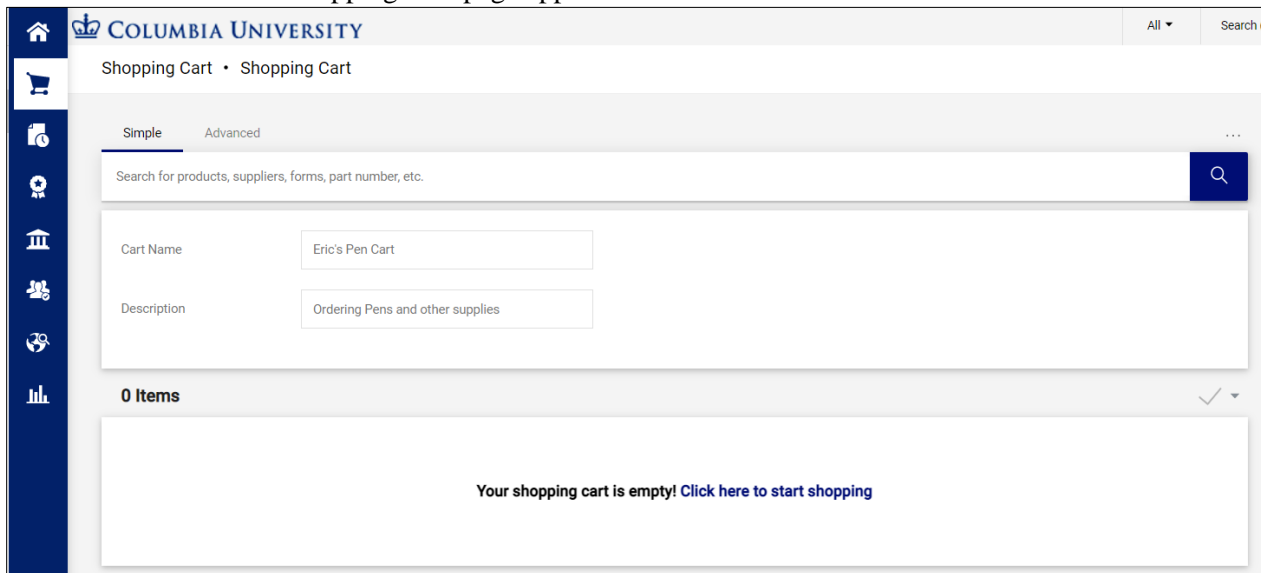 COLUMBIA UNIVERSITY
All
Search
Shopping Cart • Shopping Cart
Simple Advanced
...
Search for products, suppliers, forms, part number, etc.
Cart Name
Eric's Pen Cart
Description
Ordering Pens and other supplies
0 Items
Your shopping cart is empty! Click here to start shopping